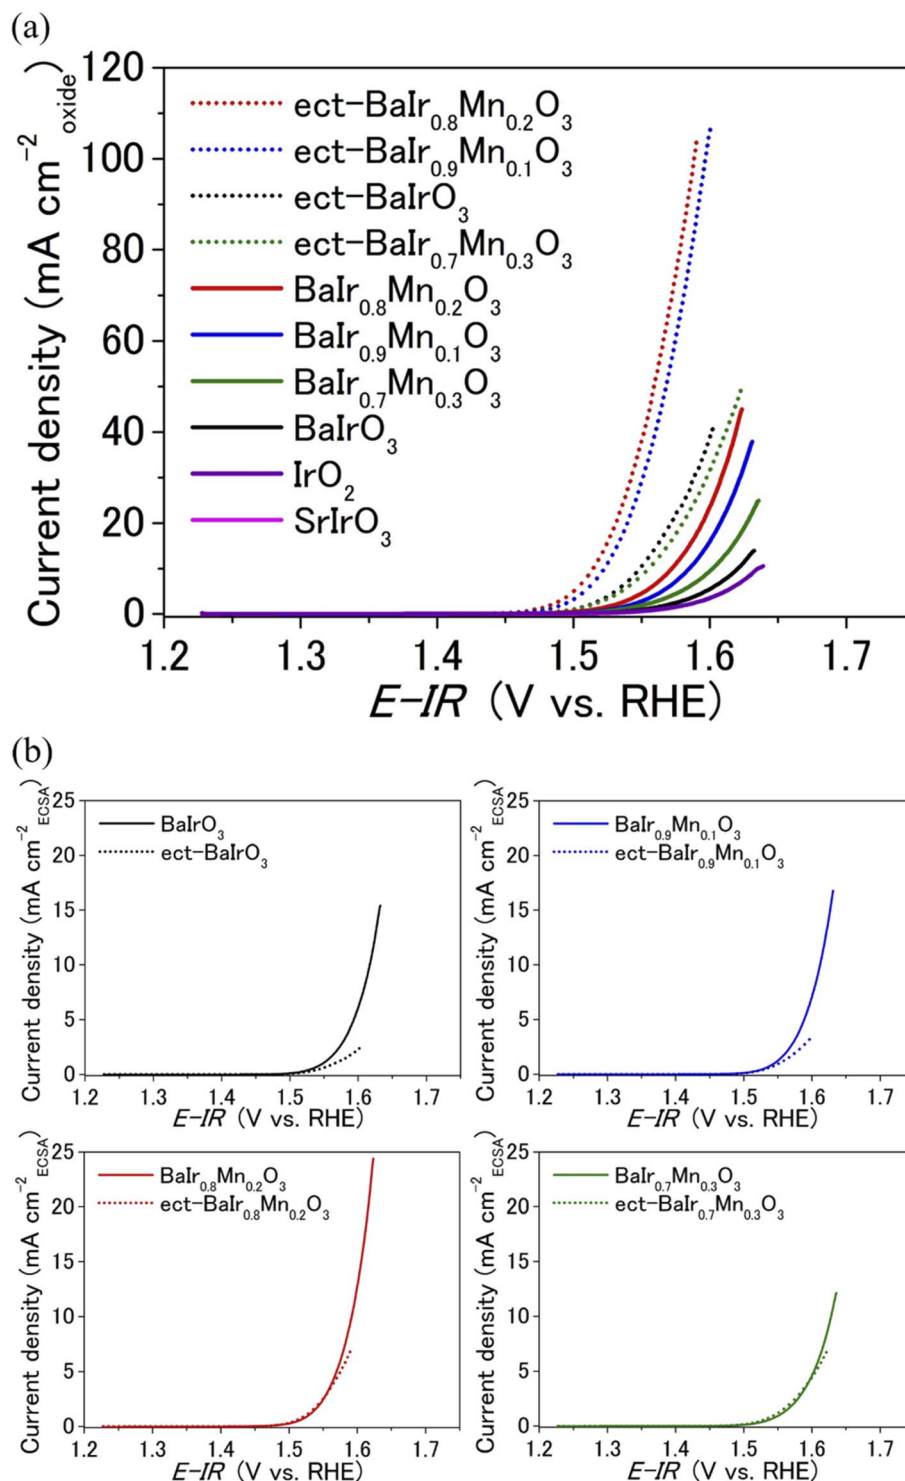 (a)
Current density (mA cm⁻²oxide)
120
100
80
60
40
20
0
ect-BaIr₀.₈Mn₀.₂O₃
ect-BaIr₀.₉Mn₀.₁O₃
ect-BaIrO₃
ect-BaIr₀.₇Mn₀.₃O₃
BaIr₀.₈Mn₀.₂O₃
BaIr₀.₉Mn₀.₁O₃
BaIr₀.₇Mn₀.₃O₃
BaIrO₃
IrO₂
SrIrO₃
1.2 1.3 1.4 1.5 1.6 1.7
E-IR (V vs. RHE)
(b)
Current density (mA cm⁻²ECSA)
25
20
15
10
5
0
BaIrO₃
ect-BaIrO₃
1.2 1.3 1.4 1.5 1.6 1.7
E-IR (V vs. RHE)
Current density (mA cm⁻²ECSA)
25
20
15
10
5
0
BaIr₀.₉Mn₀.₁O₃
ect-BaIr₀.₉Mn₀.₁O₃
1.2 1.3 1.4 1.5 1.6 1.7
E-IR (V vs. RHE)
Current density (mA cm⁻²ECSA)
25
20
15
10
5
0
BaIr₀.₈Mn₀.₂O₃
ect-BaIr₀.₈Mn₀.₂O₃
1.2 1.3 1.4 1.5 1.6 1.7
E-IR (V vs. RHE)
Current density (mA cm⁻²ECSA)
25
20
15
10
5
0
BaIr₀.₇Mn₀.₃O₃
ect-BaIr₀.₇Mn₀.₃O₃
1.2 1.3 1.4 1.5 1.6 1.7
E-IR (V vs. RHE)